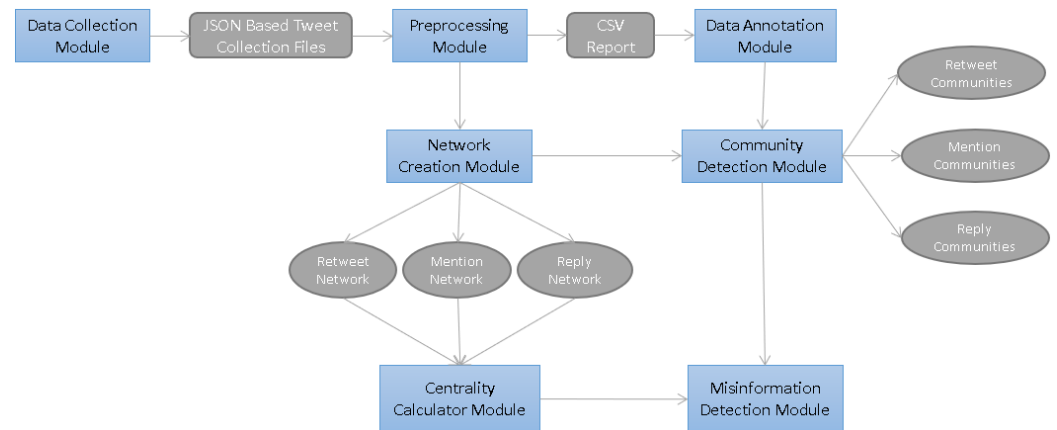 Data Collection
Module
JSON Based Tweet
Collection Files
Preprocessing
Module
CSV
Report
Data Annotation
Module
Retweet
Communities
Network
Creation Module
Community
Detection Module
Mention
Communities
Reply
Communities
Retweet
Network
Mention
Network
Reply
Network
Centrality
Calculator Module
Misinformation
Detection Module